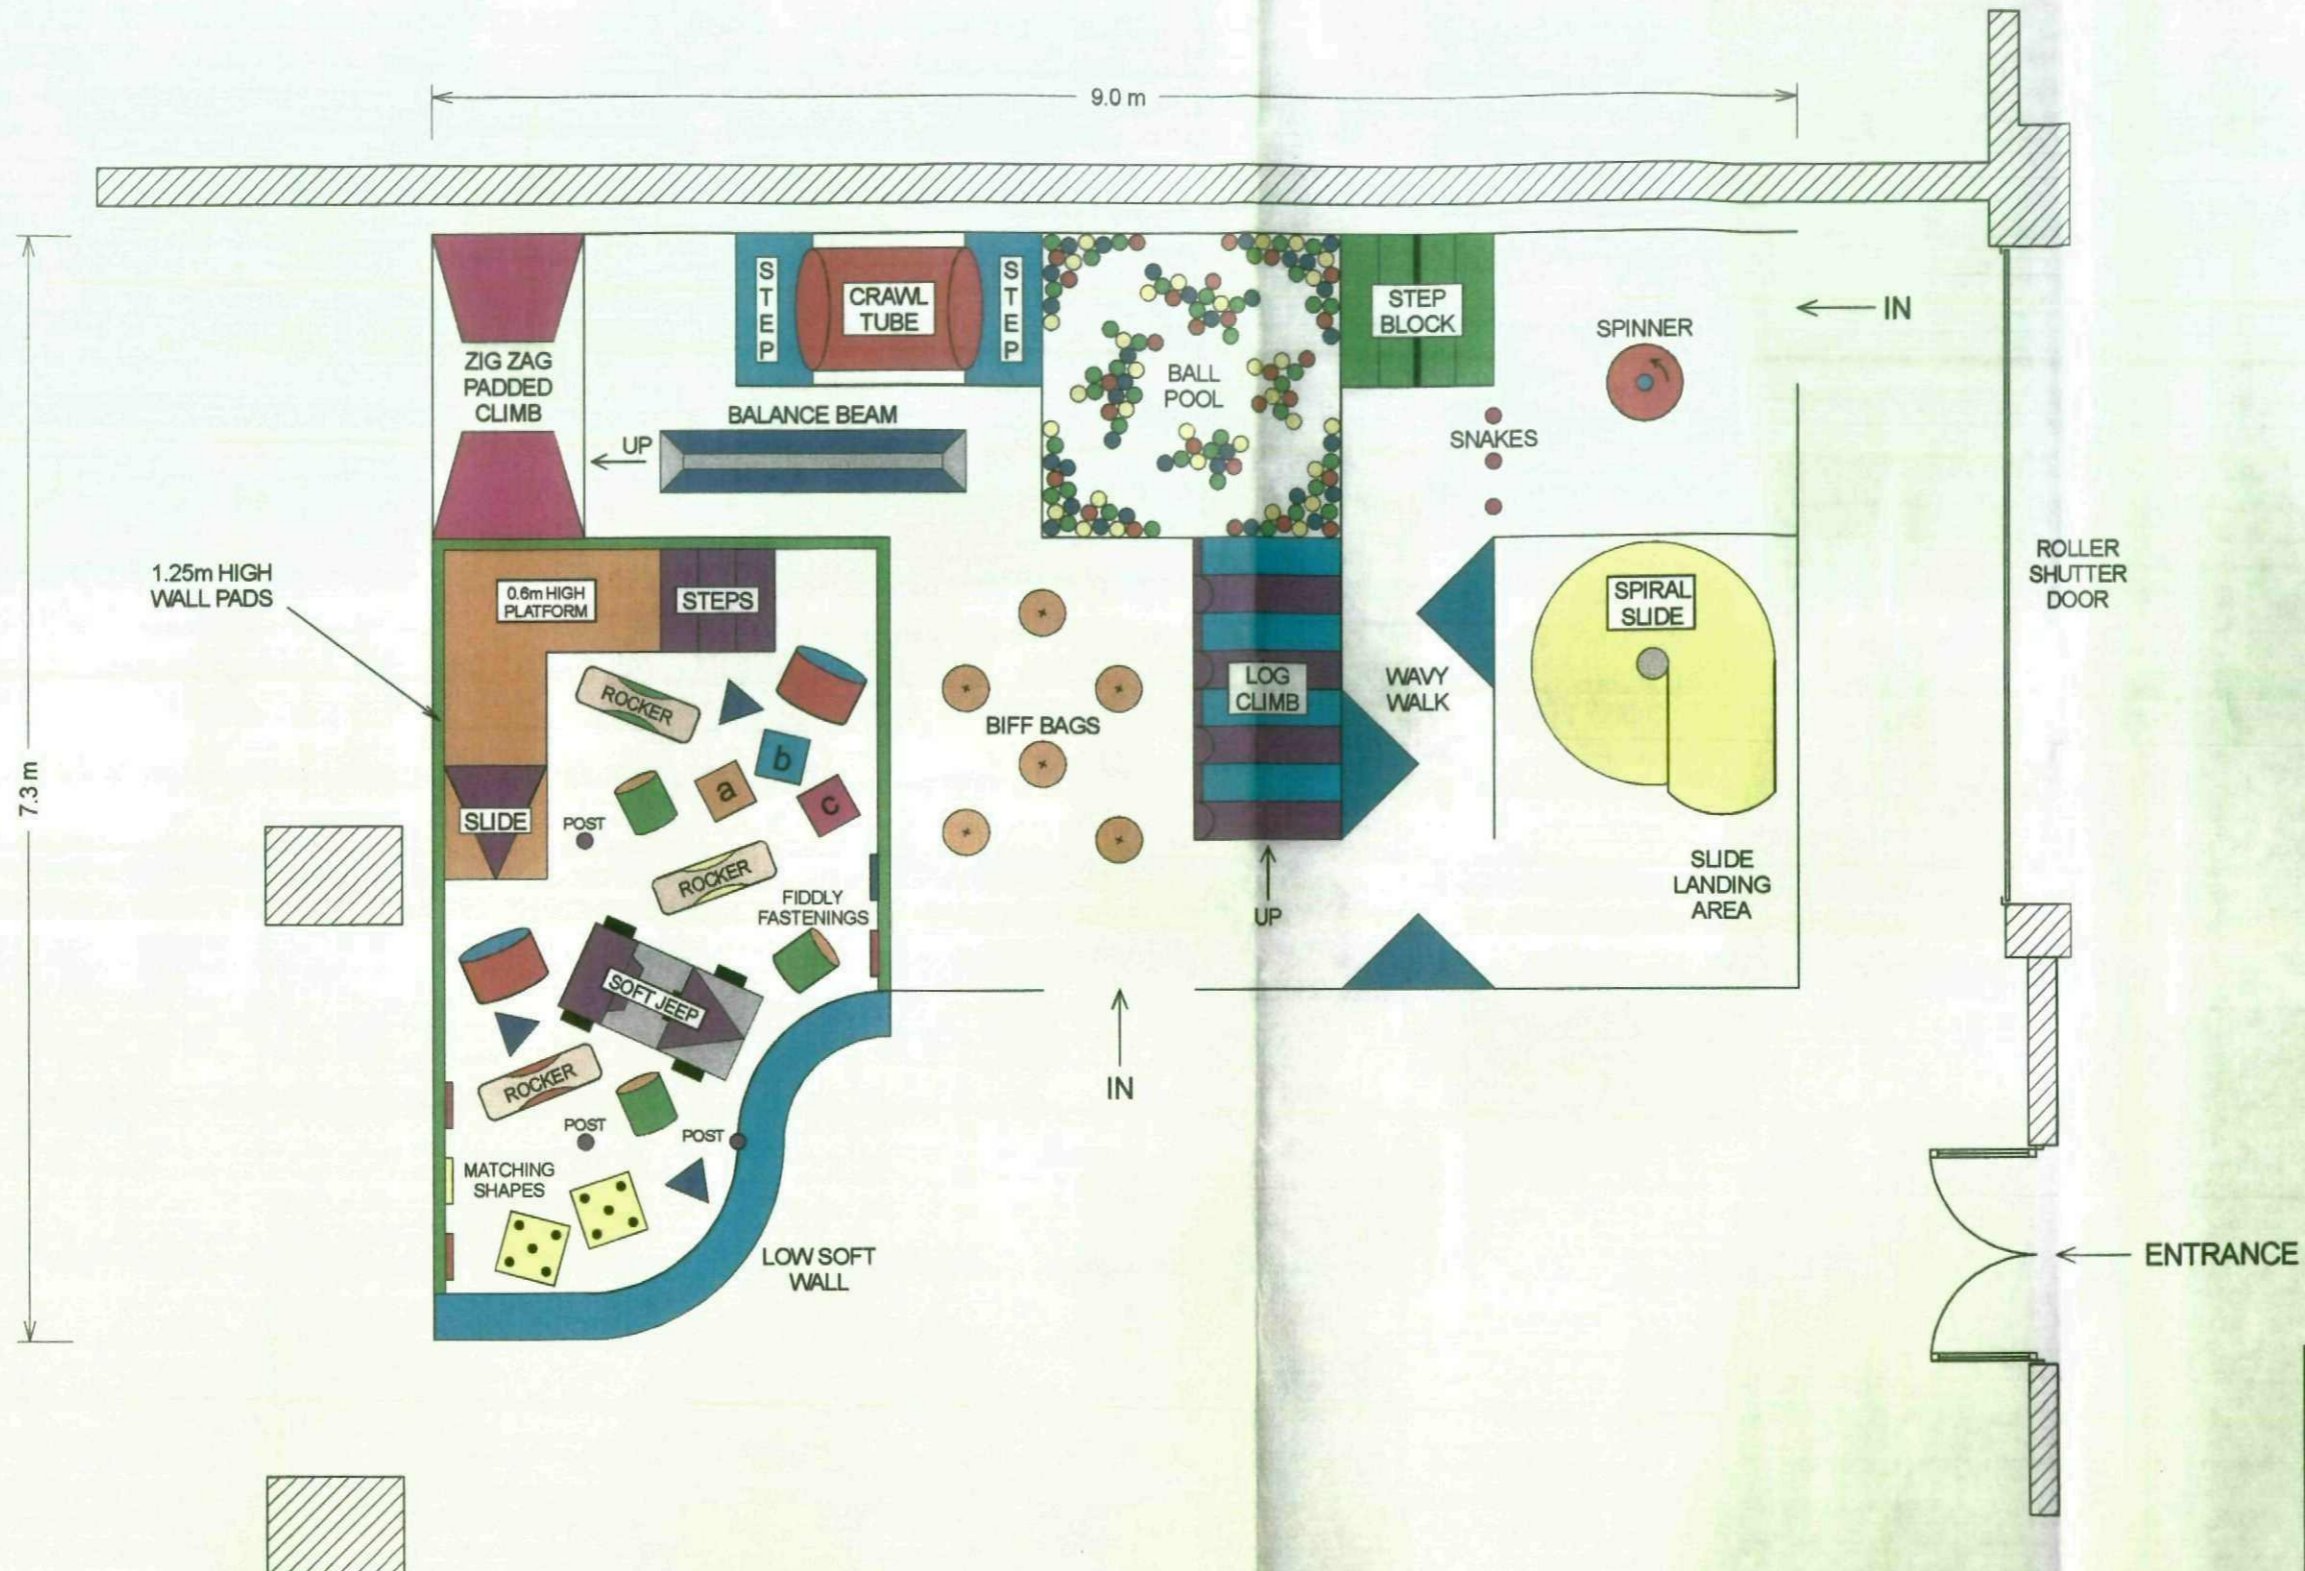 9.0 m
7.3 m
STEP
CRAWL
TUBE
STEP
STEP
BLOCK
IN
SPINNER
ZIG ZAG
PADDED
CLIMB
BALL
POOL
BALANCE BEAM
UP
SNAKES
1.25m HIGH
WALL PADS
0.6m HIGH
PLATFORM
STEPS
SPIRAL
SLIDE
ROLLER
SHUTTER
DOOR
ROCKER
LOG
CLIMB
WAVY
WALK
BIFF BAGS
b
a
c
SLIDE
POST
ROCKER
FIDDLY
FASTENINGS
SLIDE
LANDING
AREA
UP
SOFT JEEP
ROCKER
IN
POST
POST
MATCHING
SHAPES
LOW SOFT
WALL
ENTRANCE